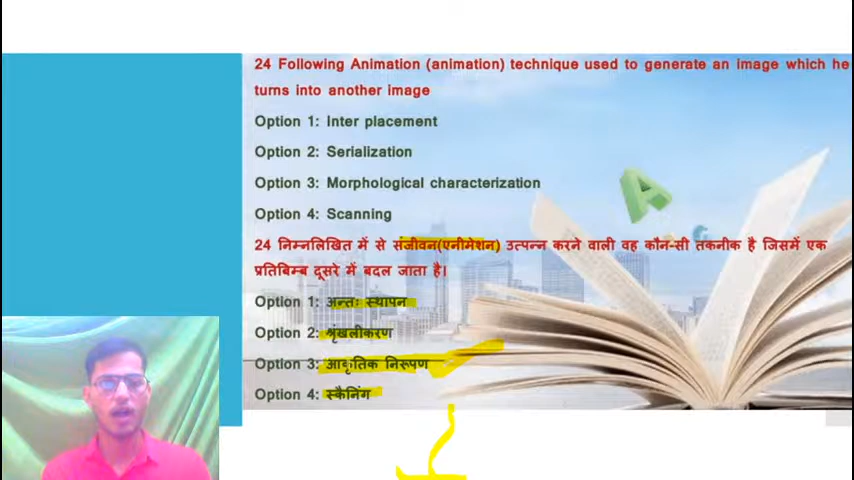 24 Following Animation (animation) technique used to generate an image which he
turns into another image
Option 1: Inter placement
Option 2: Serialization
Option 3: Morphological characterization
Option 4: Scanning
24 निम्नलिखित में से संजीवन(एनीमेशन) उत्पन्न करने वाली वह कौन-सी तकनीक है जिसमें एक
प्रतिबिम्ब दूसरे में बदल जाता है।
Option 1: अन्तः स्थापन
Option 2: श्रृंखलीकरण
Option 3: आकृतिक निरूपण
Option 4: स्कैनिंग
A